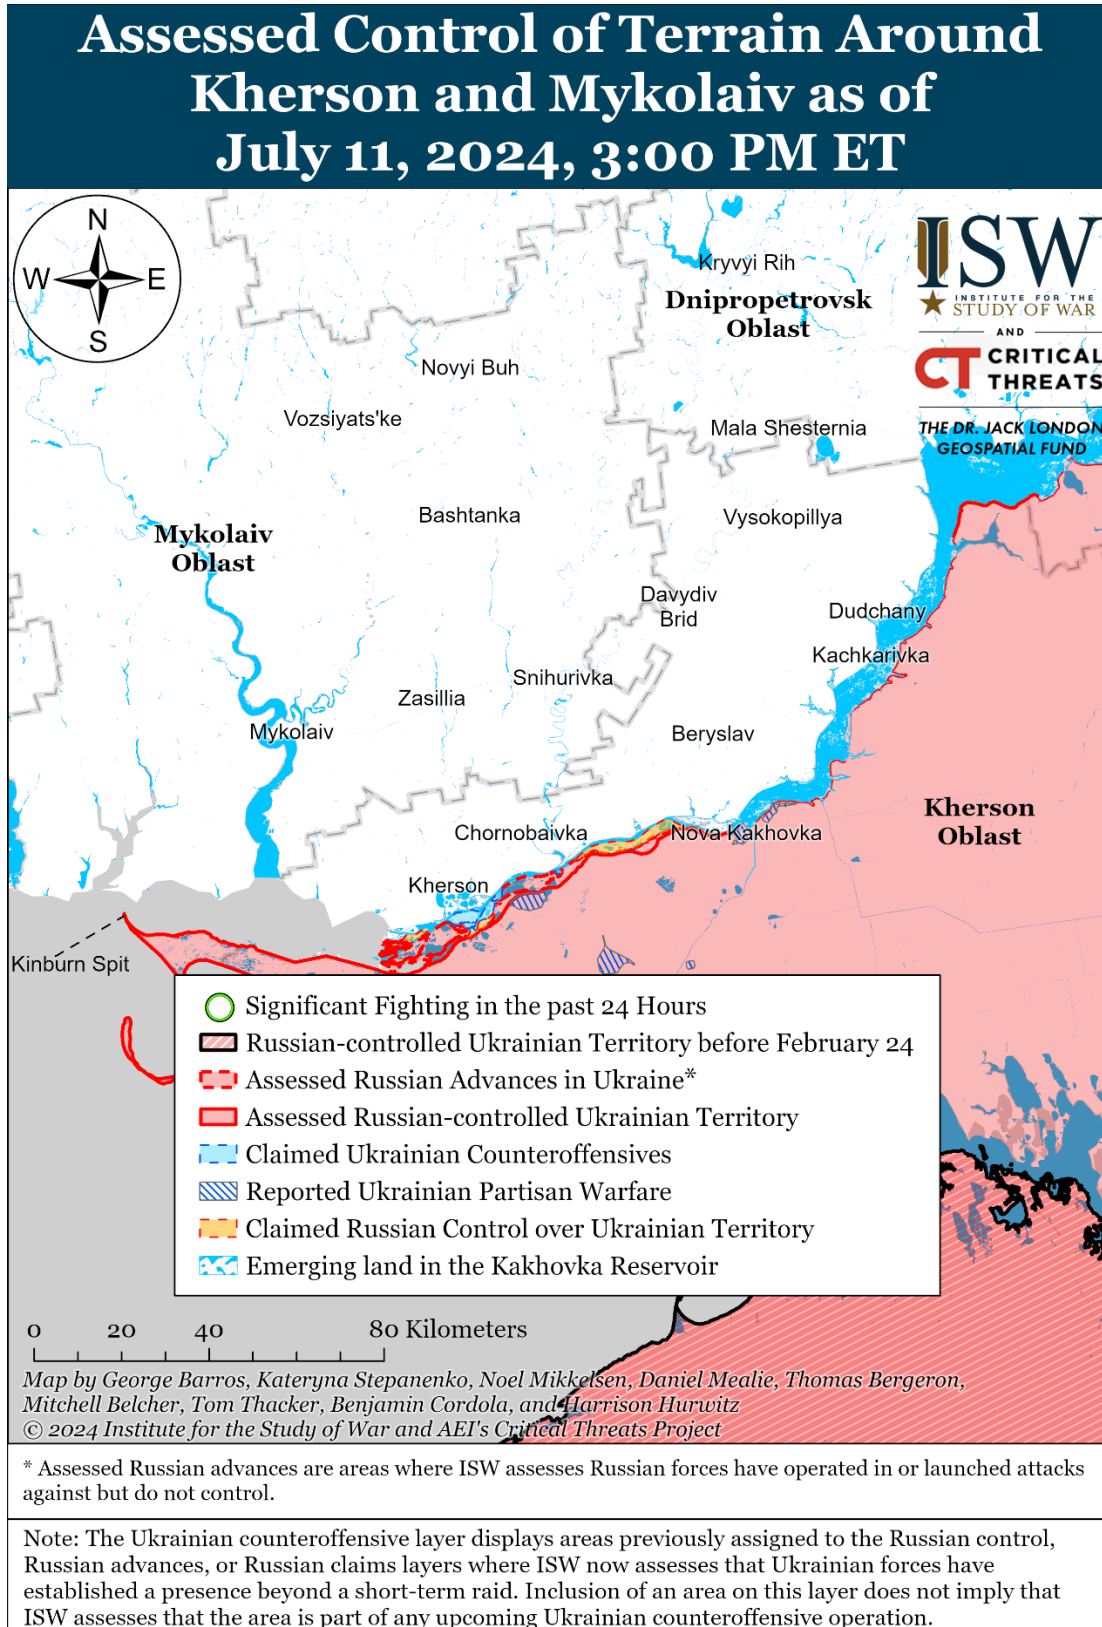 Assessed Control of Terrain Around
Kherson and Mykolaiv as of
July 11, 2024, 3:00 PM ET
N
W
E
S
ISW
INSTITUTE FOR THE
STUDY OF WAR
AND
CT CRITICAL
THREATS
THE DR. JACK LONDON
GEOSPATIAL FUND
Kryvyi Rih
Dnipropetrovsk
Oblast
Novyi Buh
Vozsiyats'ke
Mala Shesternia
Bashtanka
Vysokopillya
Mykolaiv
Oblast
Davydiv
Brid
Dudchany
Kachkarivka
Snihurivka
Zasillia
Mykolaiv
Beryslav
Kherson
Oblast
Chornobaivka
Nova Kakhovka
Kherson
Kinburn Spit
Significant Fighting in the past 24 Hours
Russian-controlled Ukrainian Territory before February 24
Assessed Russian Advances in Ukraine*
Assessed Russian-controlled Ukrainian Territory
Claimed Ukrainian Counteroffensives
Reported Ukrainian Partisan Warfare
Claimed Russian Control over Ukrainian Territory
Emerging land in the Kakhovka Reservoir
0 20 40 80 Kilometers
Map by George Barros, Kateryna Stepanenko, Noel Mikkelsen, Daniel Mealie, Thomas Bergeron,
Mitchell Belcher, Tom Thacker, Benjamin Cordola, and Harrison Hurwitz
© 2024 Institute for the Study of War and AEI's Critical Threats Project
* Assessed Russian advances are areas where ISW assesses Russian forces have operated in or launched attacks
against but do not control.
Note: The Ukrainian counteroffensive layer displays areas previously assigned to the Russian control,
Russian advances, or Russian claims layers where ISW now assesses that Ukrainian forces have
established a presence beyond a short-term raid. Inclusion of an area on this layer does not imply that
ISW assesses that the area is part of any upcoming Ukrainian counteroffensive operation.